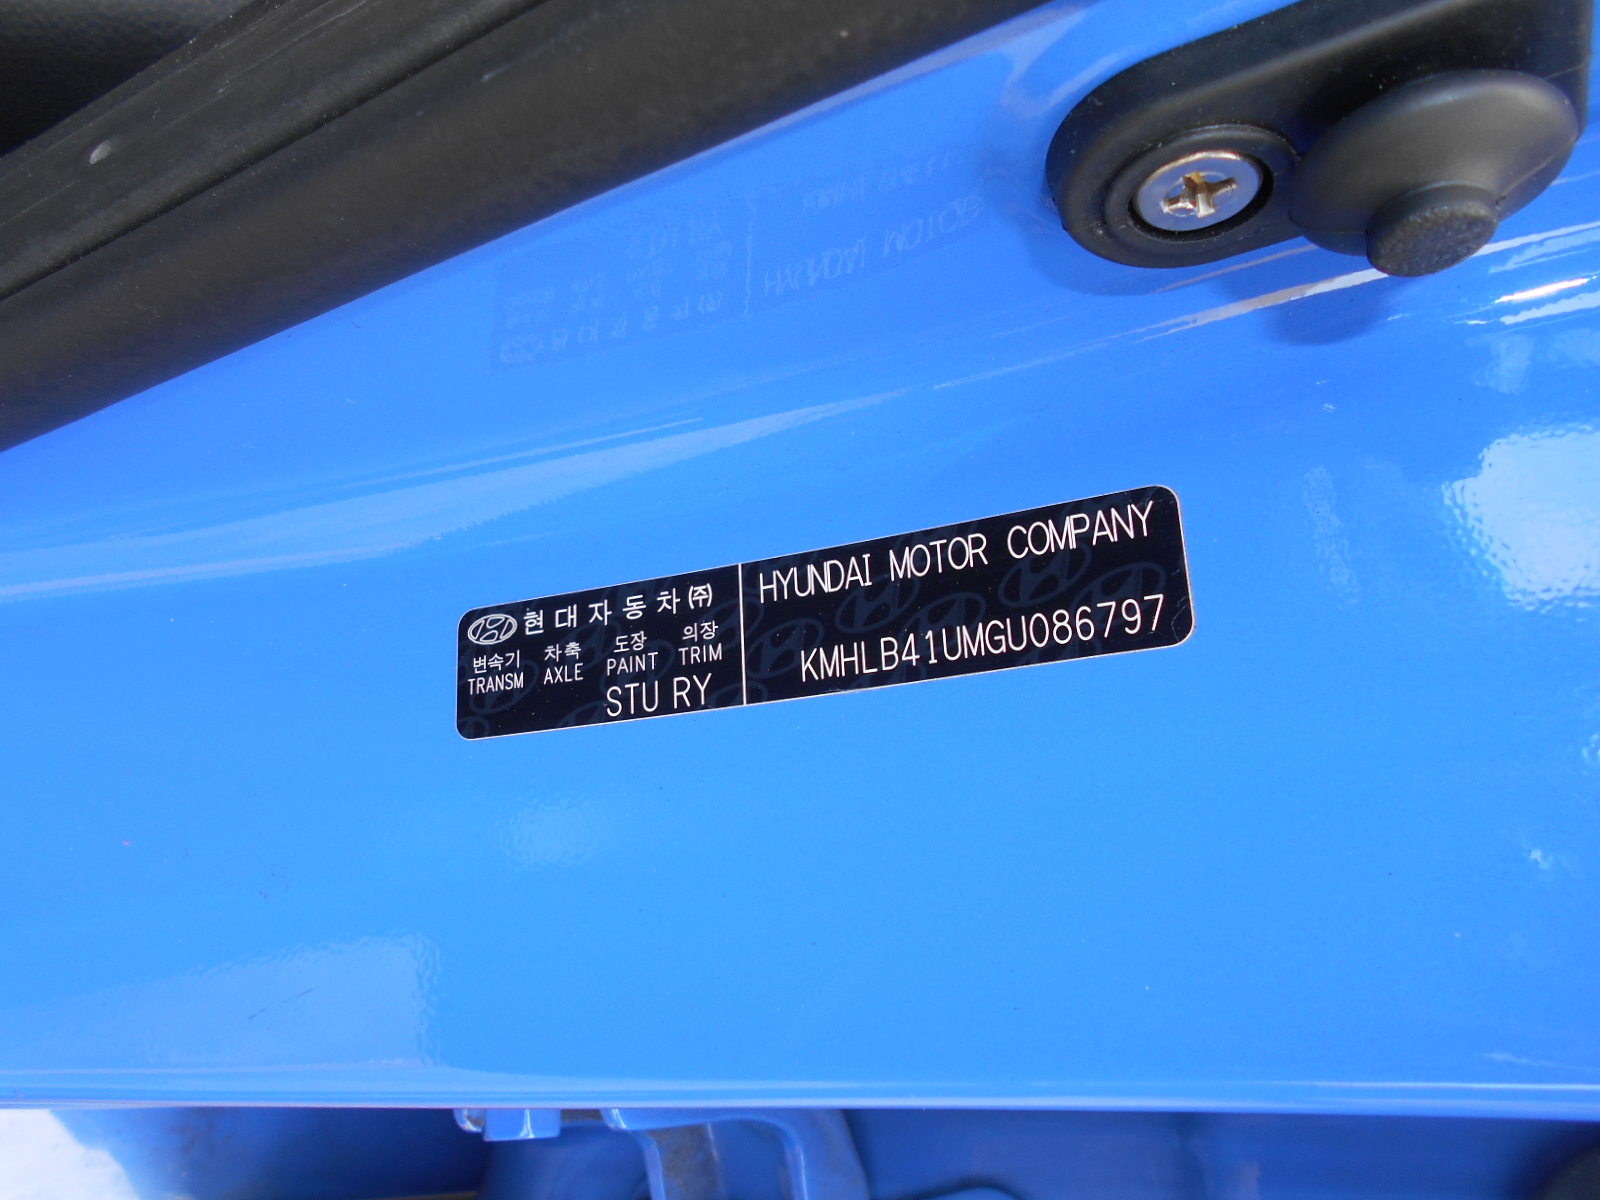 현대자동차㈜
변속기 차축 도장 의장
TRANSM AXLE PAINT TRIM
STU RY
HYUNDAI MOTOR COMPANY
KMHLB41UMGU086797